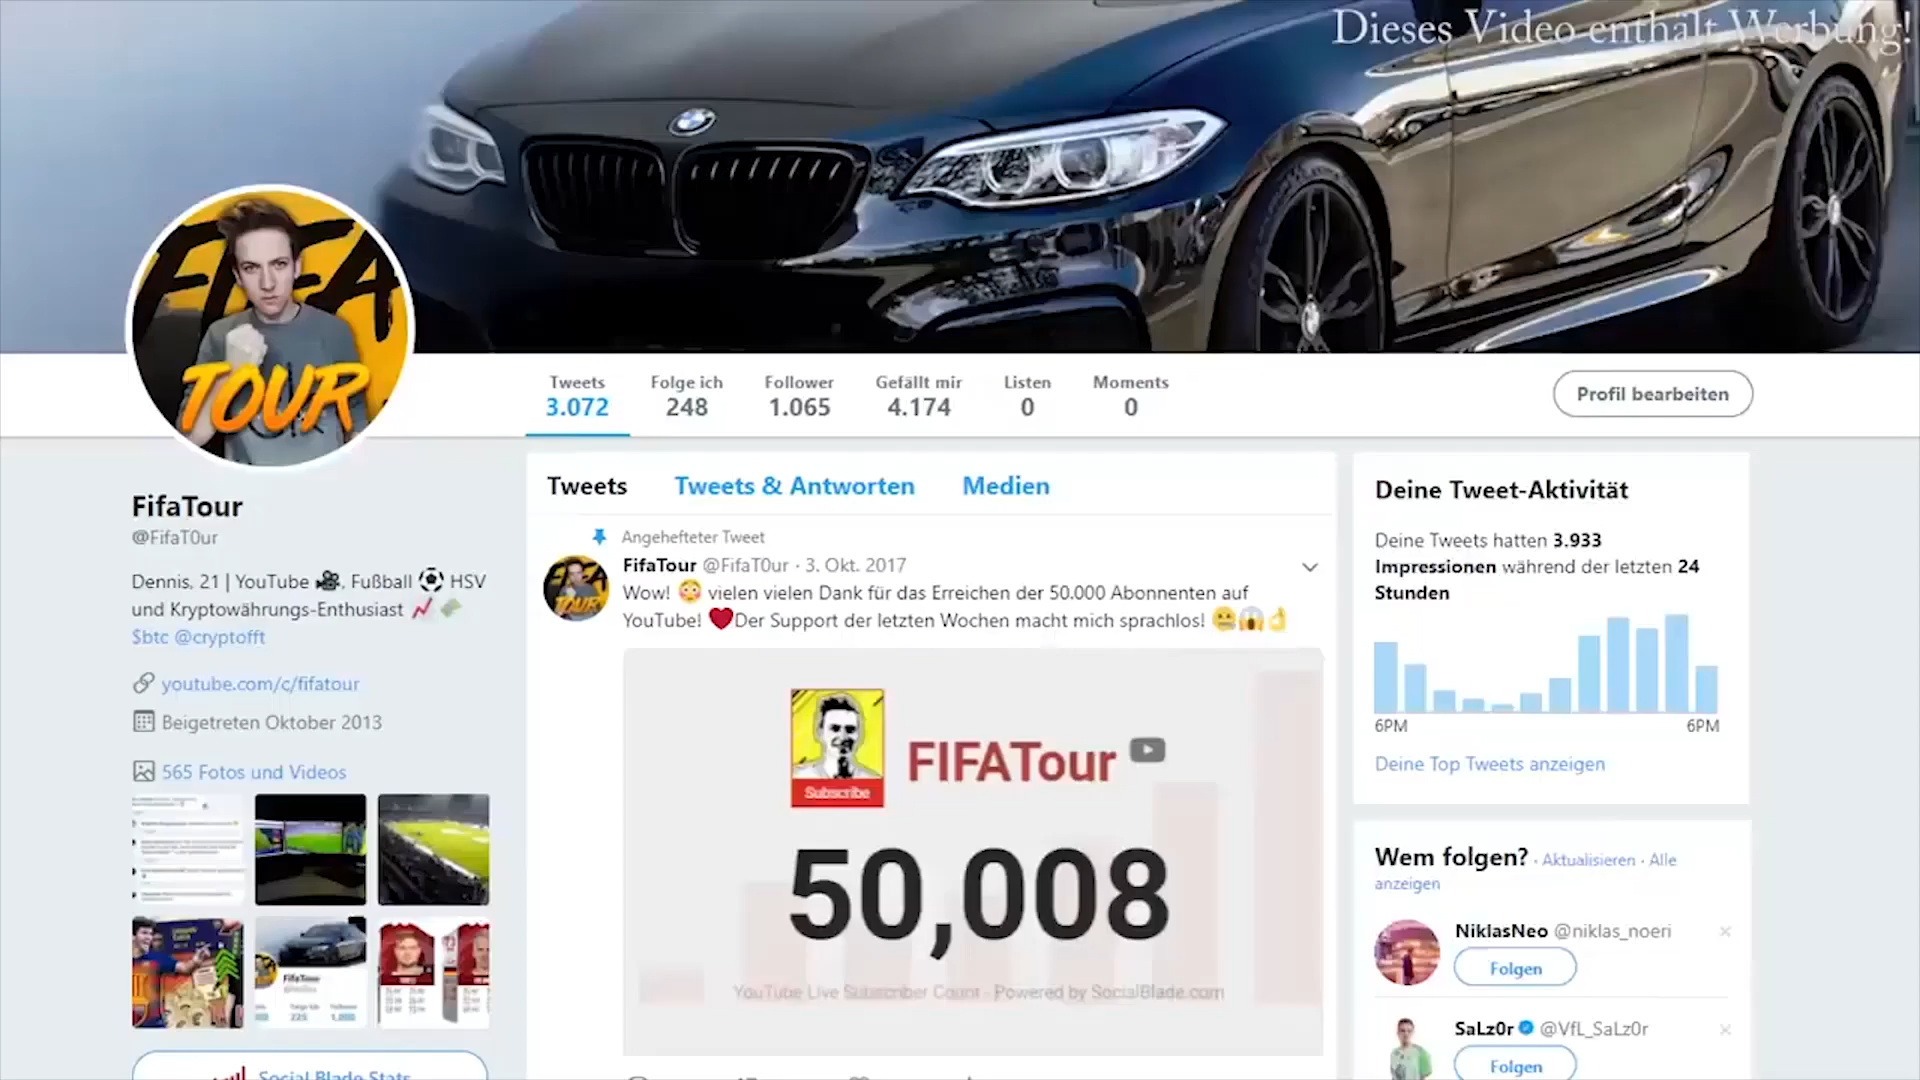 Dieses Video enthält Werbung!
FIFA
TOUR
Tweets
3.072
Folge ich
248
Follower
1.065
Gefällt mir
4.174
Listen
0
Moments
0
Profil bearbeiten
FifaTour
@FifaT0ur
Dennis, 21 | YouTube 🎥, Fußball ⚽ HSV
und Kryptowährungs-Enthusiast 📈 💸
$btc @cryptofft
youtube.com/c/fifatour
Beigetreten Oktober 2013
565 Fotos und Videos
Social Blade Stats
Tweets
Tweets & Antworten
Medien
Angehefteter Tweet
FifaTour @FifaT0ur · 3. Okt. 2017
Wow! 😳 vielen vielen Dank für das Erreichen der 50.000 Abonnenten auf
YouTube! ❤️Der Support der letzten Wochen macht mich sprachlos! 🤐😱👌
Subscribe
FIFATour
50,008
YouTube Live Subscriber Count - Powered by SocialBlade.com
Deine Tweet-Aktivität
Deine Tweets hatten 3.933
Impressionen während der letzten 24
Stunden
6PM
6PM
Deine Top Tweets anzeigen
Wem folgen? · Aktualisieren · Alle
anzeigen
NiklasNeo @niklas_noeri
Folgen
SaLz0r @VfL_SaLz0r
Folgen